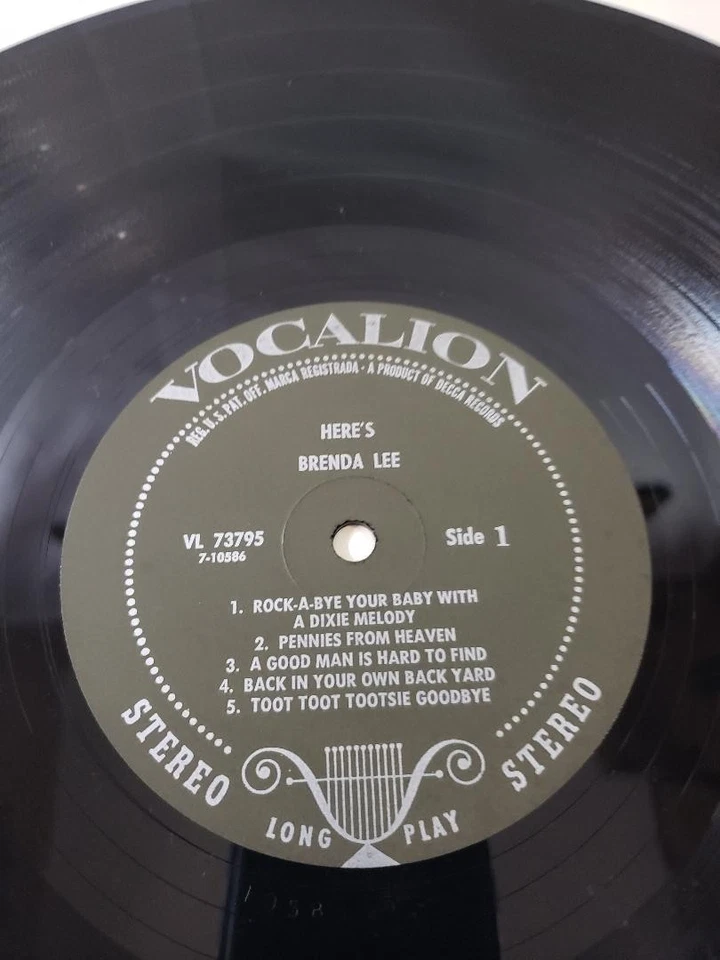 VOCALION
REG. U.S. PAT. OFF. MARCA REGISTRADA · A PRODUCT OF DECCA RECORDS
HERE'S
BRENDA LEE
VL 73795
7-10586
Side 1
1. ROCK-A-BYE YOUR BABY WITH
A DIXIE MELODY
2. PENNIES FROM HEAVEN
3. A GOOD MAN IS HARD TO FIND
4. BACK IN YOUR OWN BACK YARD
5. TOOT TOOT TOOTSIE GOODBYE
STEREO
LONG PLAY
STEREO